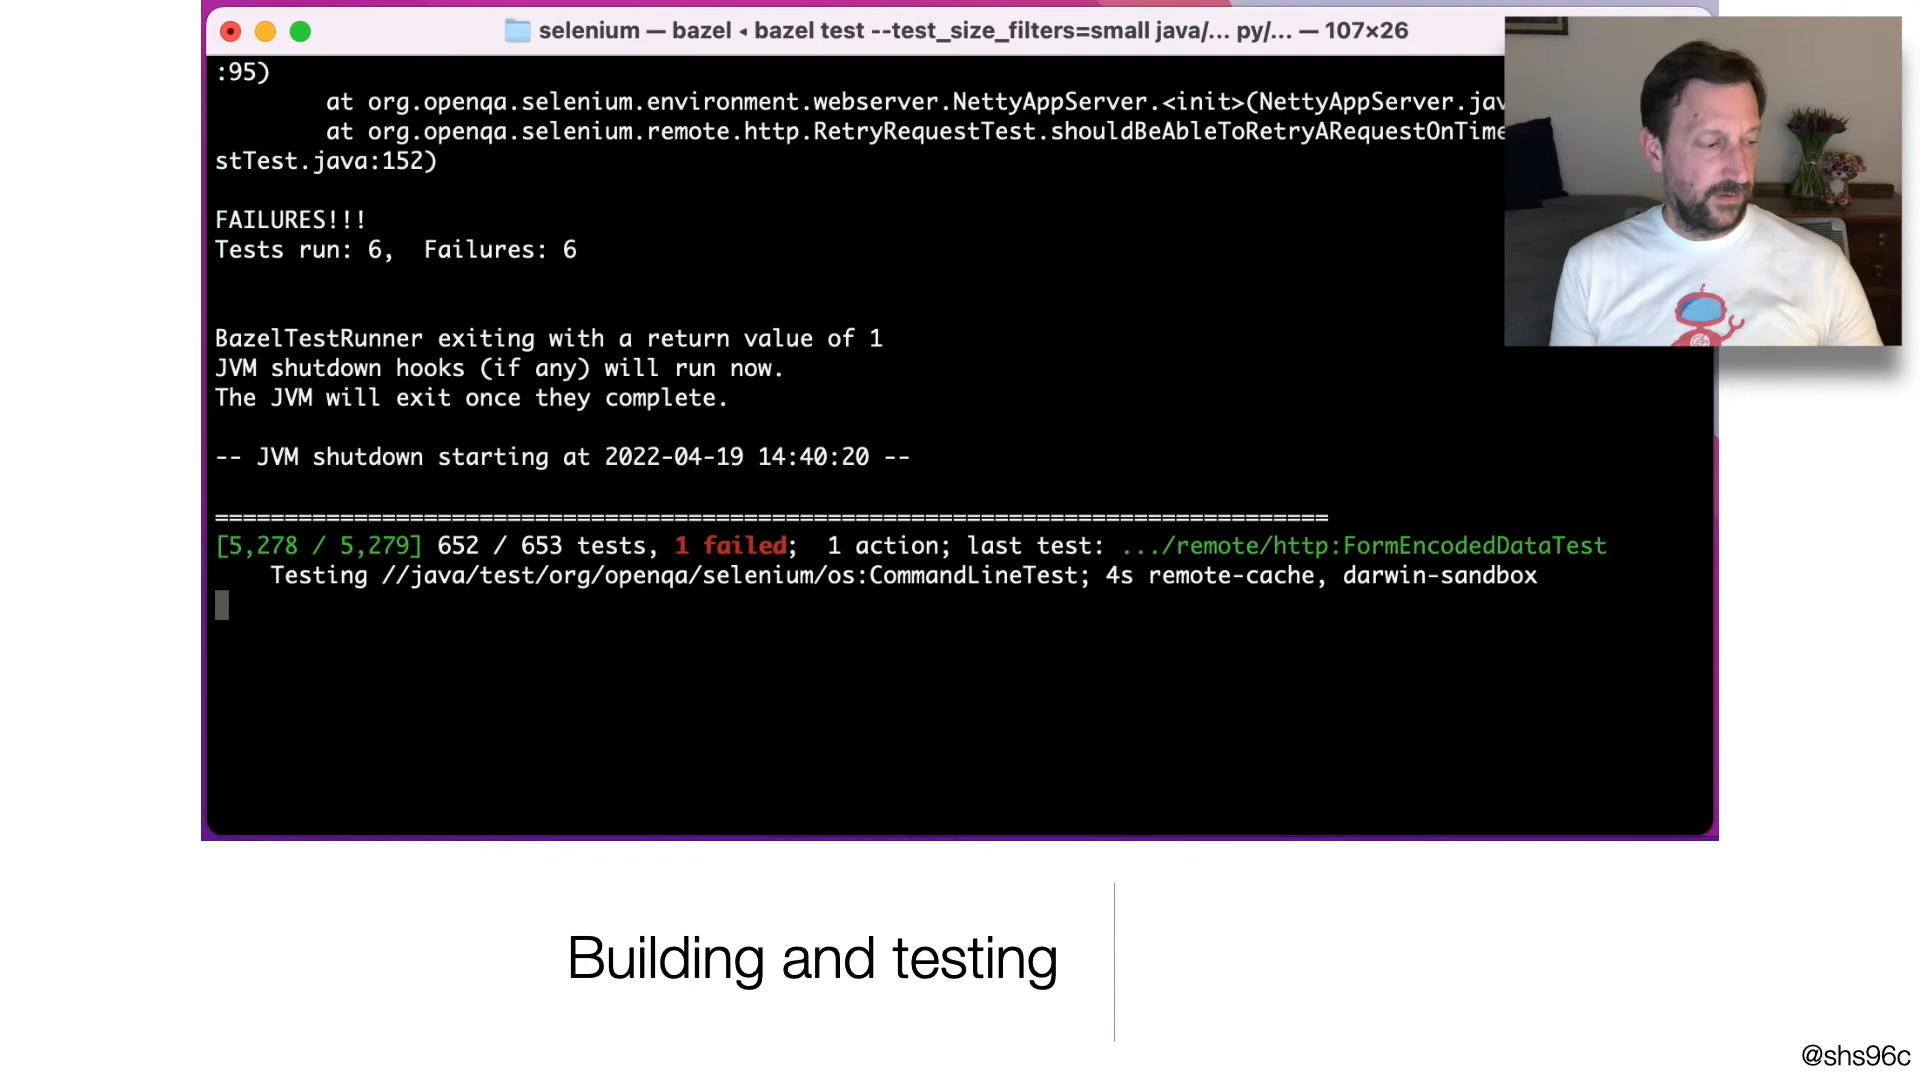 selenium — bazel ◂ bazel test --test_size_filters=small java/... py/... — 107×26
:95)
at org.openqa.selenium.environment.webserver.NettyAppServer.<init>(NettyAppServer.jav
at org.openqa.selenium.remote.http.RetryRequestTest.shouldBeAbleToRetryARequestOnTime
stTest.java:152)
FAILURES!!!
Tests run: 6,  Failures: 6
BazelTestRunner exiting with a return value of 1
JVM shutdown hooks (if any) will run now.
The JVM will exit once they complete.
-- JVM shutdown starting at 2022-04-19 14:40:20 --
================================================================================
[5,278 / 5,279] 652 / 653 tests, 1 failed;  1 action; last test: .../remote/http:FormEncodedDataTest
Testing //java/test/org/openqa/selenium/os:CommandLineTest; 4s remote-cache, darwin-sandbox
Building and testing
@shs96c